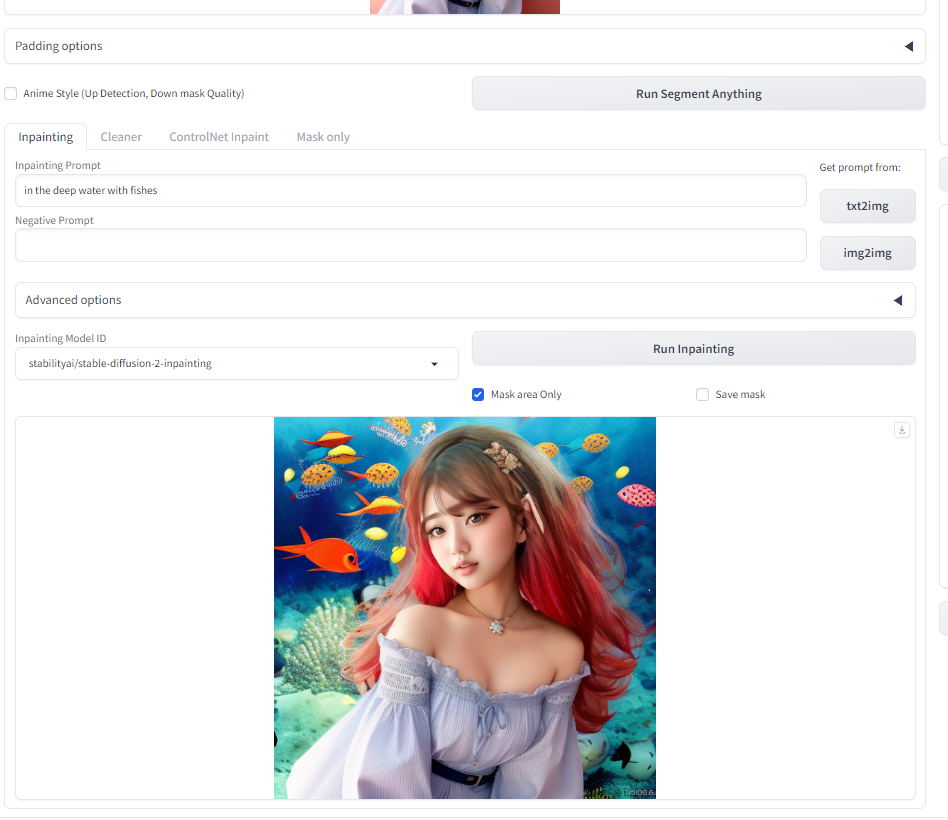 Padding options
Anime Style (Up Detection, Down mask Quality)
Run Segment Anything
Inpainting
Cleaner
ControlNet Inpaint
Mask only
Inpainting Prompt
Get prompt from:
in the deep water with fishes
txt2img
Negative Prompt
img2img
Advanced options
Inpainting Model ID
Run Inpainting
stabilityai/stable-diffusion-2-inpainting
Mask area Only
Save mask